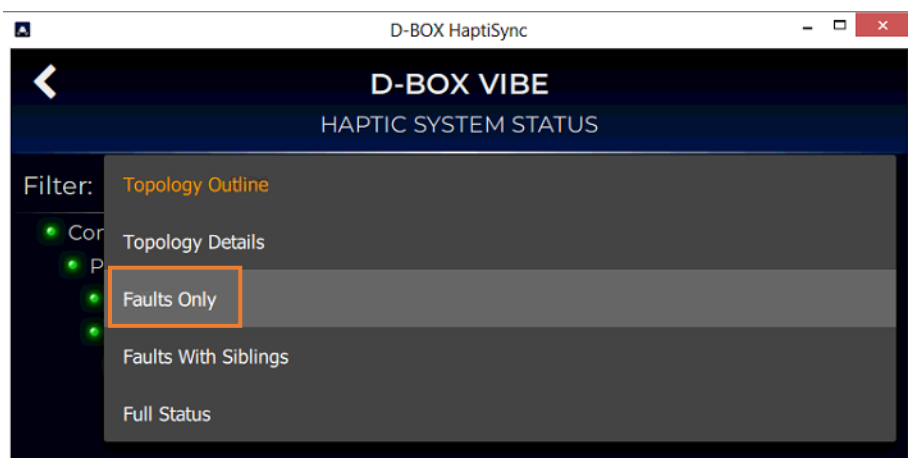 D-BOX HaptiSync
D-BOX VIBE
HAPTIC SYSTEM STATUS
Filter:
Topology Outline
Topology Details
Faults Only
Faults With Siblings
Full Status